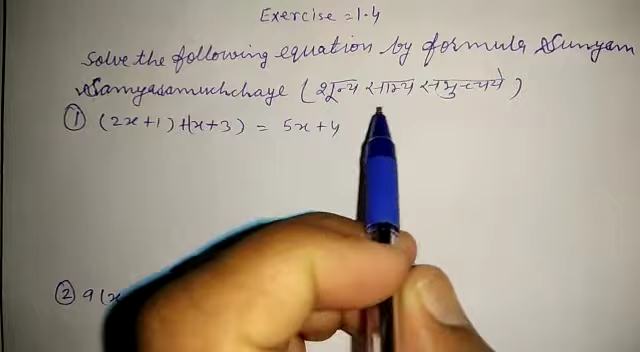 Exercise = 1.4
Solve the following equation by formula Sunyam
Samyasamuchchaye (शून्य साम्य समुच्चये)
① (2x+1)+(x+3) = 5x+4
② 9(x